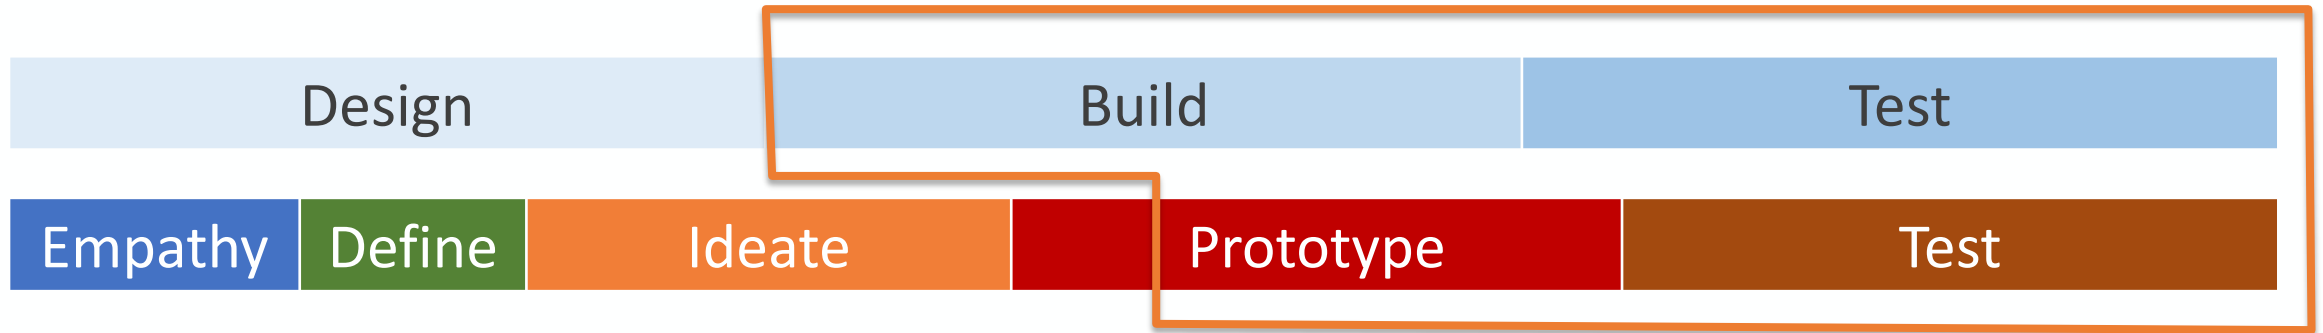 Design Build Test
Empathy Define Ideate Prototype Test